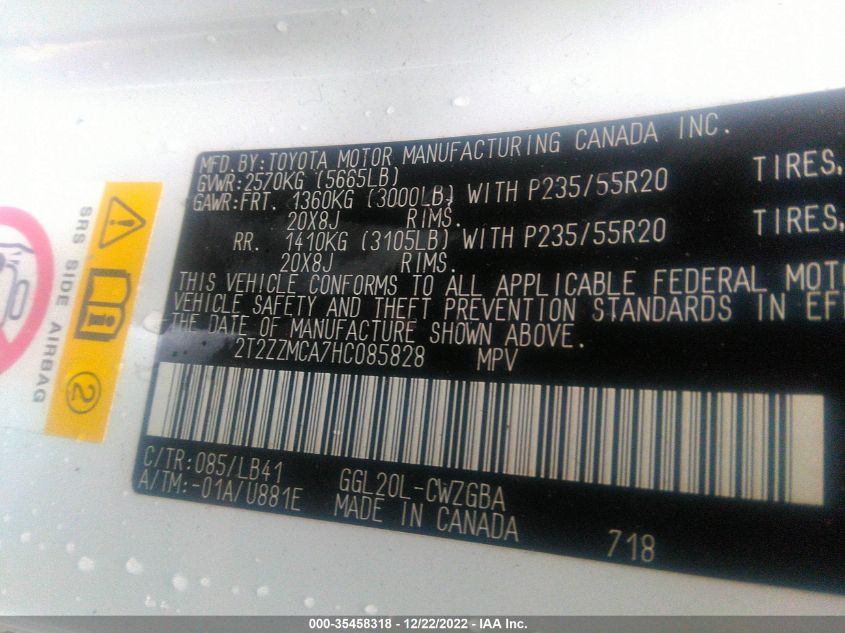 MFD. BY: TOYOTA MOTOR MANUFACTURING CANADA INC.
GVWR: 2570KG (5665LB)
GAWR: FRT. 1360KG (3000LB) WITH P235/55R20 TIRES,
20X8J RIMS.
RR. 1410KG (3105LB) WITH P235/55R20 TIRES,
20X8J RIMS.
THIS VEHICLE CONFORMS TO ALL APPLICABLE FEDERAL MOTO
VEHICLE SAFETY AND THEFT PREVENTION STANDARDS IN EFF
THE DATE OF MANUFACTURE SHOWN ABOVE.
2T2ZZMCA7HC085828 MPV
C/TR: 085/LB41 GGL20L-CWZGBA
A/TM: -01A/U881E MADE IN CANADA 718
SRS SIDE AIRBAG
2
000-35458318 - 12/22/2022 - IAA Inc.